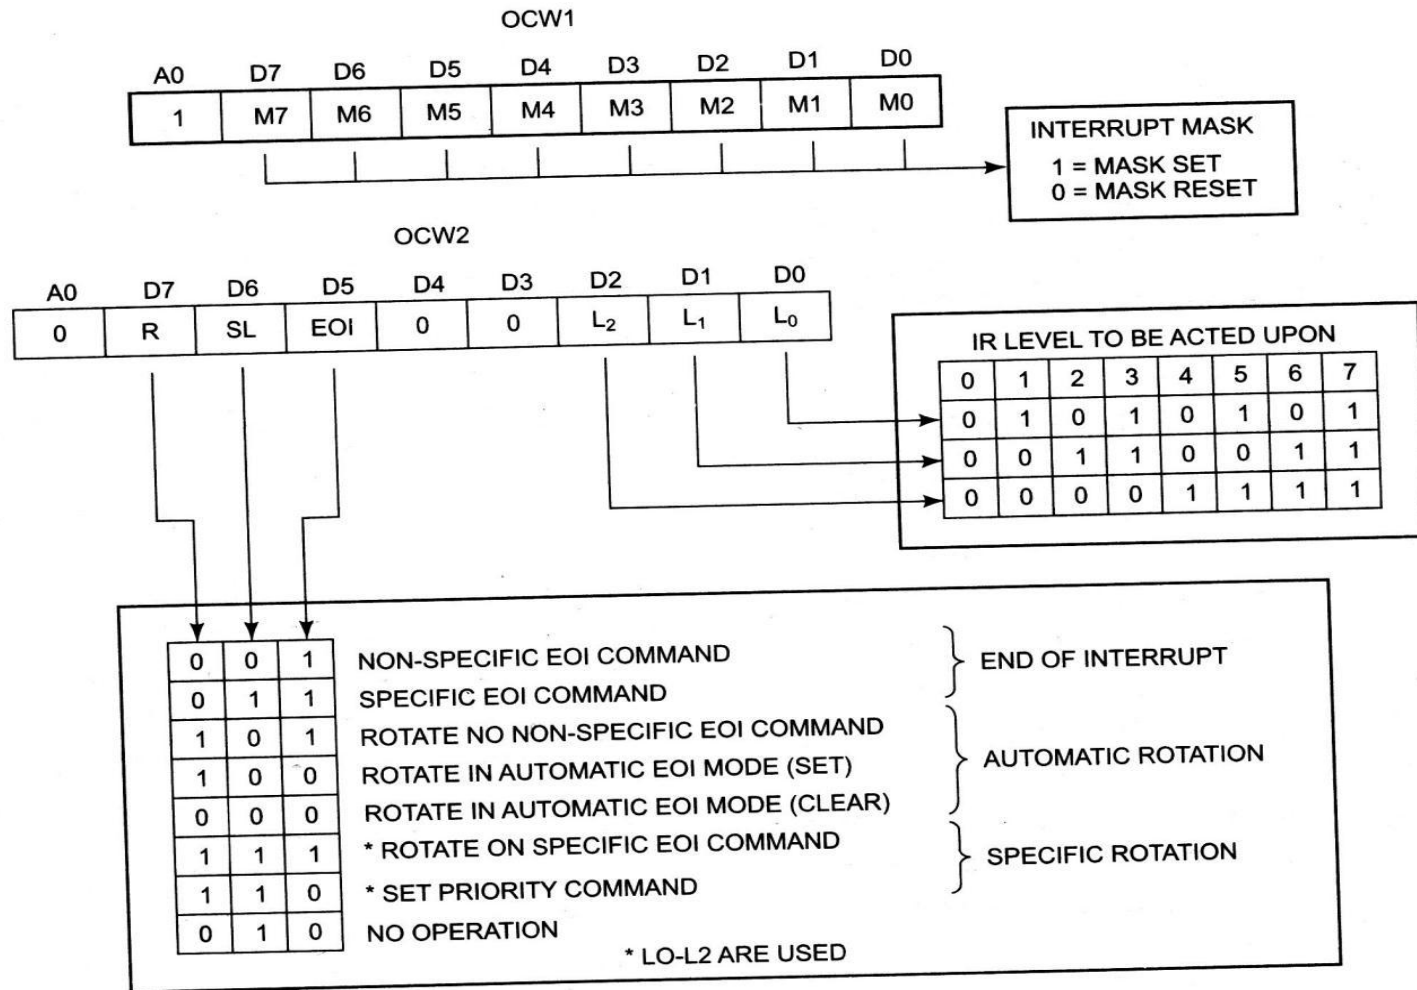 OCW1
A0 D7 D6 D5 D4 D3 D2 D1 D0
1 M7 M6 M5 M4 M3 M2 M1 M0
INTERRUPT MASK
1 = MASK SET
0 = MASK RESET
OCW2
A0 D7 D6 D5 D4 D3 D2 D1 D0
0 R SL EOI 0 0 L₂ L₁ L₀
IR LEVEL TO BE ACTED UPON
0 1 2 3 4 5 6 7
0 1 0 1 0 1 0 1
0 0 1 1 0 0 1 1
0 0 0 0 1 1 1 1
0 0 1 NON-SPECIFIC EOI COMMAND
0 1 1 SPECIFIC EOI COMMAND
END OF INTERRUPT
1 0 1 ROTATE NO NON-SPECIFIC EOI COMMAND
1 0 0 ROTATE IN AUTOMATIC EOI MODE (SET)
0 0 0 ROTATE IN AUTOMATIC EOI MODE (CLEAR)
AUTOMATIC ROTATION
1 1 1 * ROTATE ON SPECIFIC EOI COMMAND
1 1 0 * SET PRIORITY COMMAND
SPECIFIC ROTATION
0 1 0 NO OPERATION
* LO-L2 ARE USED